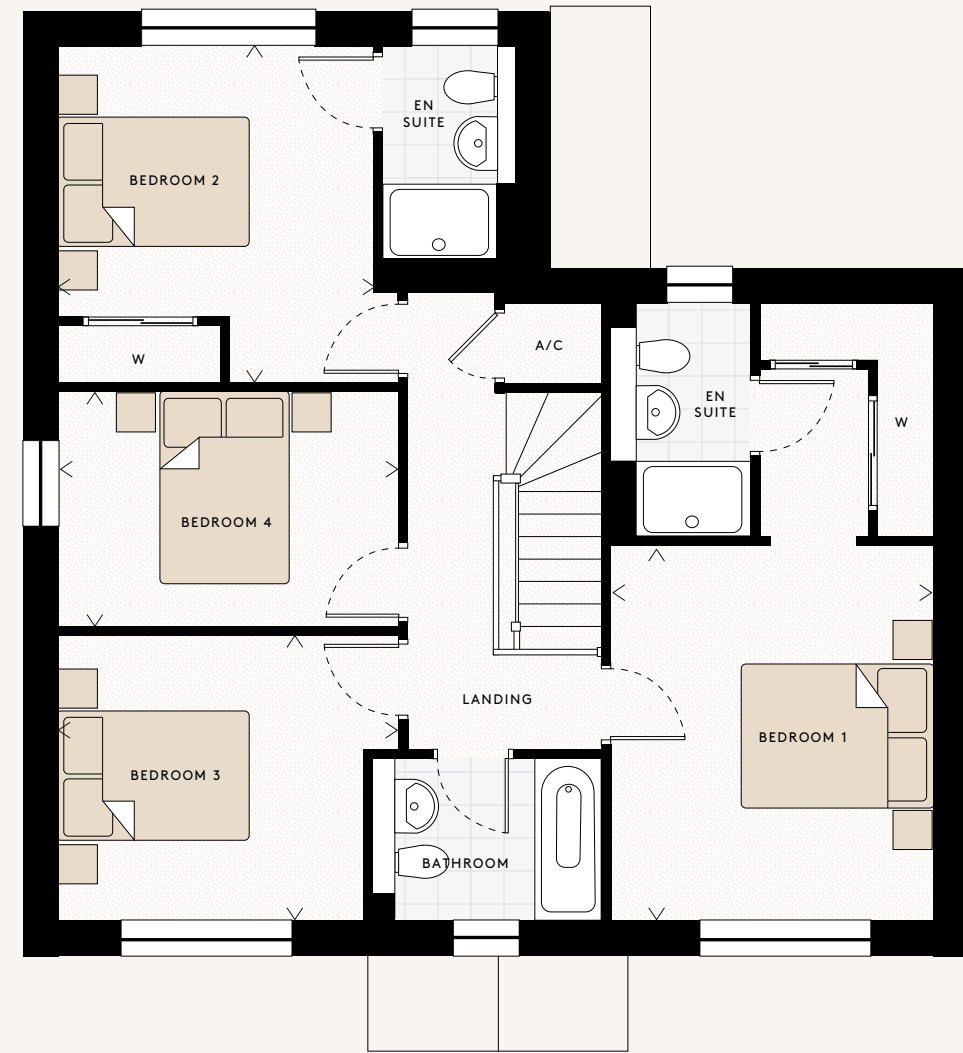 EN
SUITE
BEDROOM 2
A/C
W
EN
SUITE
W
BEDROOM 4
LANDING
BEDROOM 1
BEDROOM 3
BATHROOM